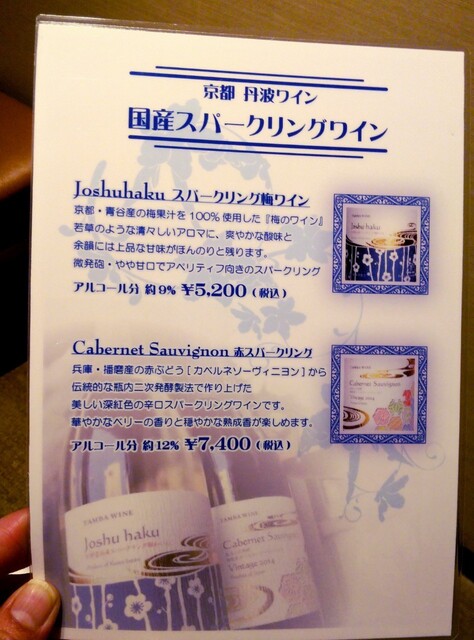 京都 丹波ワイン
国産スパークリングワイン
Joshuhaku スパークリング梅ワイン
京都・青谷産の梅果汁を100%使用した『梅のワイン』
若草のような清々しいアロマに、爽やかな酸味と
余韻には上品な甘味がほんのりと残ります。
微発泡・やや甘口でアペリティフ向きのスパークリング
アルコール分 約9% ¥5,200 (税込)
Joshu haku
Cabernet Sauvignon 赤スパークリング
兵庫・播磨産の赤ぶどう[カベルネソーヴィニヨン]から
伝統的な瓶内二次発酵製法で作り上げた
美しい深紅色の辛口スパークリングワインです。
華やかなベリーの香りと穏やかな熟成香が楽しめます。
アルコール分 約12% ¥7,400 (税込)
Cabernet Sauvignon
Vintage 2014
TAMBA WINE
Joshu haku
TAMBA WINE
Cabernet Sauvig
Vintage 2014